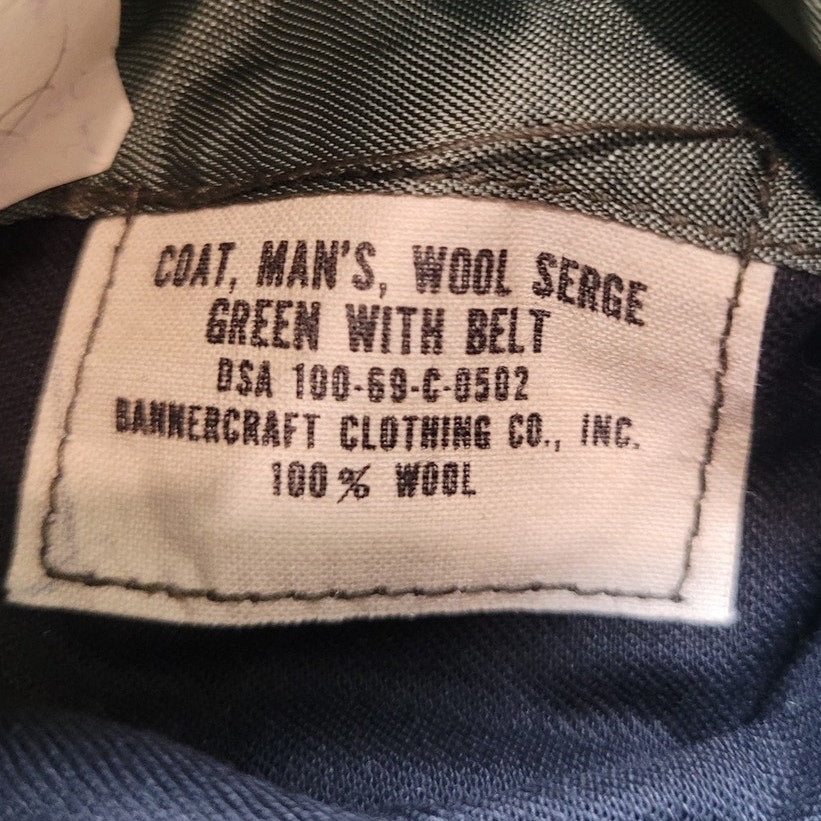 COAT, MAN'S, WOOL SERGE
GREEN WITH BELT
DSA 100-69-C-0502
BANNERCRAFT CLOTHING CO., INC.
100% WOOL